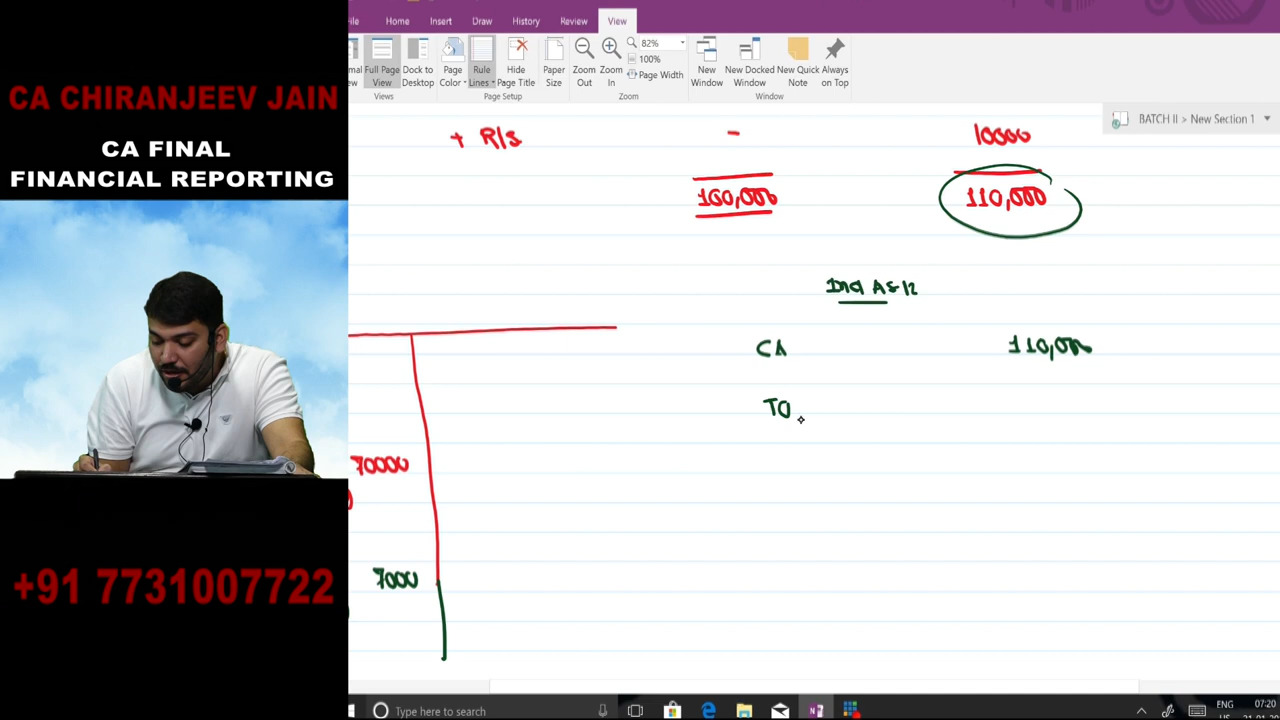 CA CHIRANJEEV JAIN
CA FINAL
FINANCIAL REPORTING
+91 7731007722
File Home Insert Draw History Review View
Full Page View
Dock to Desktop
Views
Page Color
Rule Lines
Hide Page Title
Paper Size
Page Setup
Zoom Out
Zoom In
82%
100%
Page Width
Zoom
New Window
New Docked Window
New Quick Note
Always on Top
Window
BATCH II > New Section 1
+ R/S - 10000
100,000 110,000
Ind AS 12
CA 110,000
TO
70000
7000
Type here to search
ENG
07:20